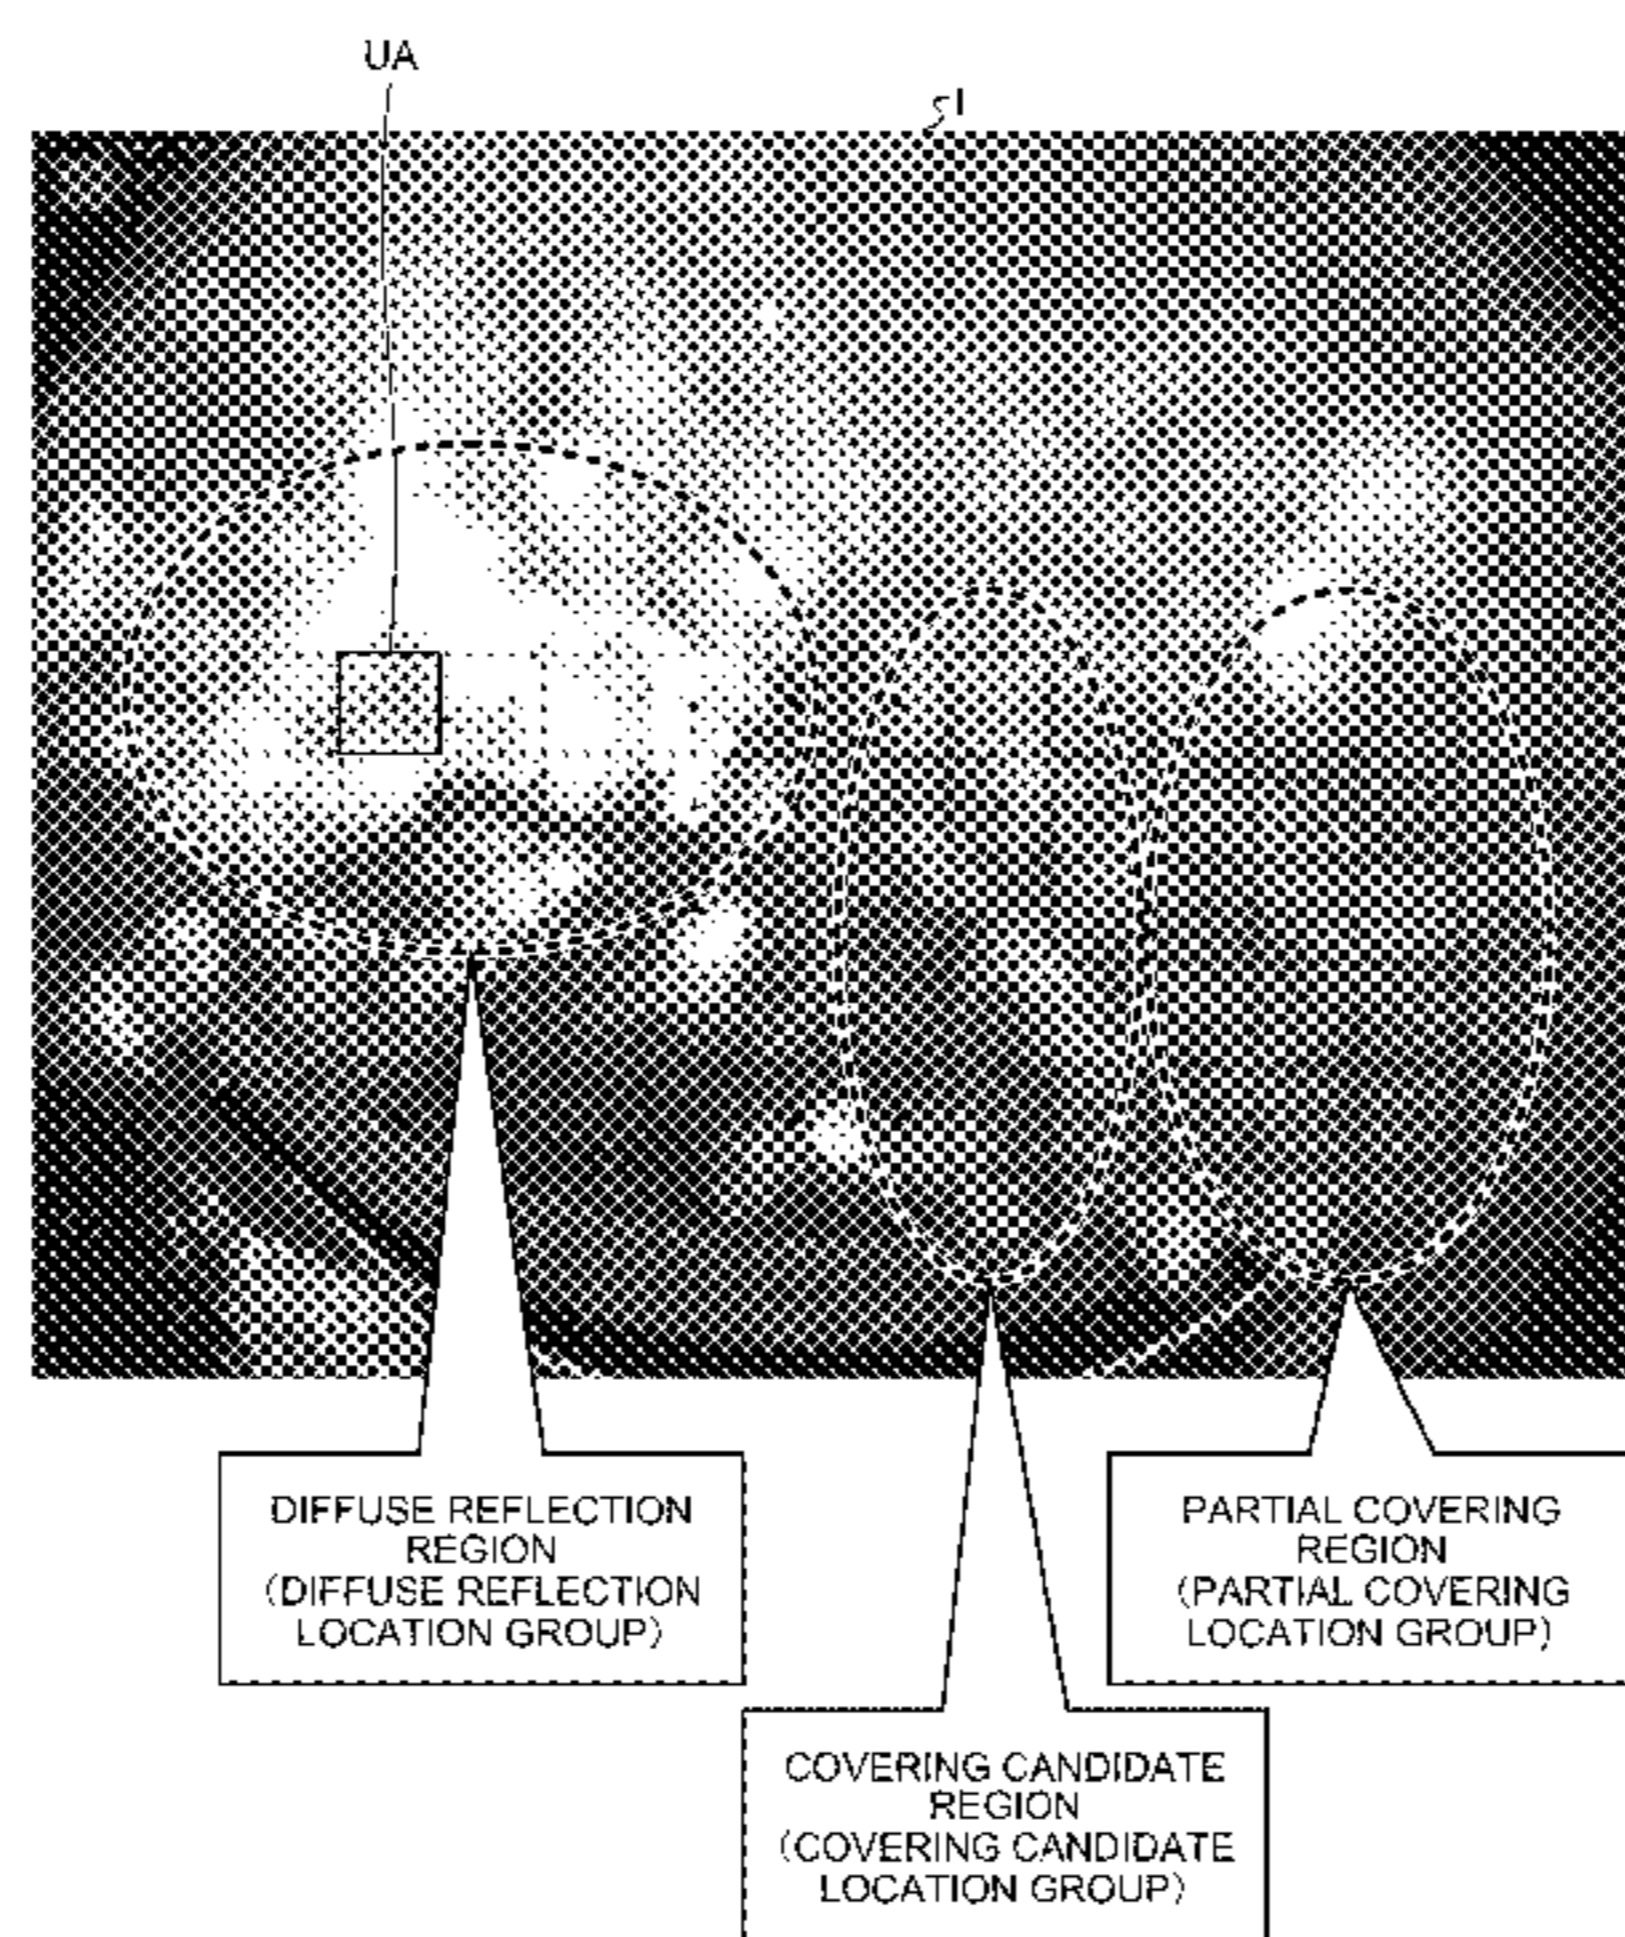 UA
I
DIFFUSE REFLECTION
REGION
(DIFFUSE REFLECTION
LOCATION GROUP)
PARTIAL COVERING
REGION
(PARTIAL COVERING
LOCATION GROUP)
COVERING CANDIDATE
REGION
(COVERING CANDIDATE
LOCATION GROUP)